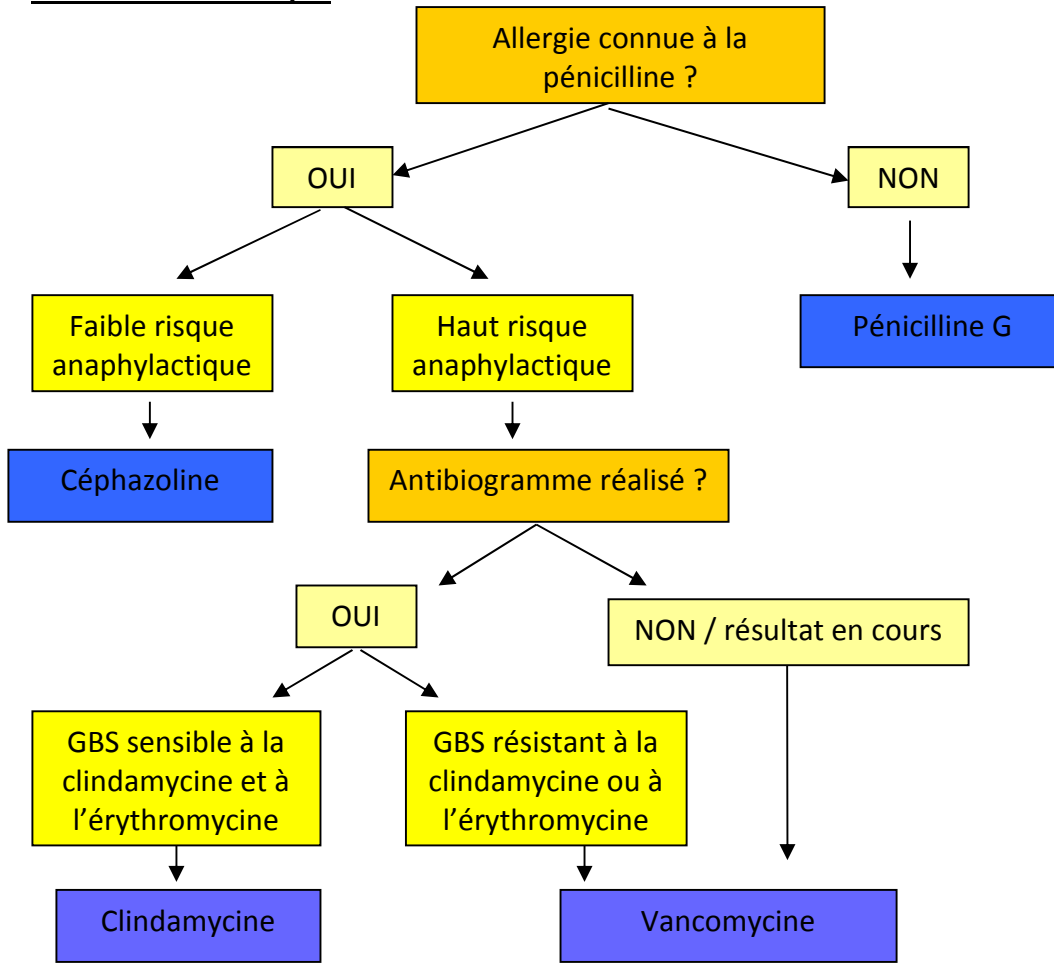 Allergie connue à la
pénicilline ?
OUI
NON
Faible risque
anaphylactique
Haut risque
anaphylactique
Pénicilline G
Céphazoline
Antibiogramme réalisé ?
OUI
NON / résultat en cours
GBS sensible à la
clindamycine et à
l’érythromycine
GBS résistant à la
clindamycine ou à
l’érythromycine
Clindamycine
Vancomycine